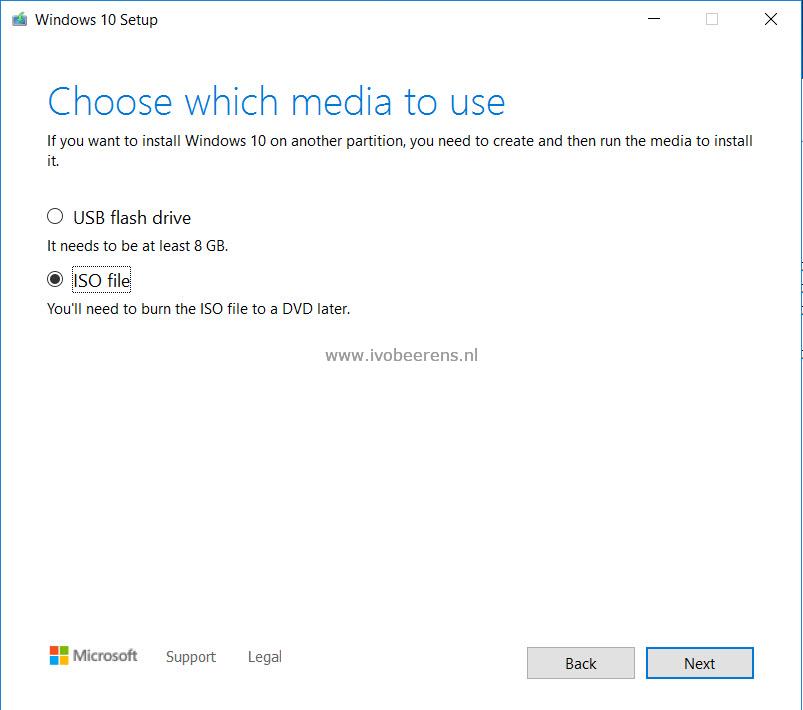 Windows 10 Setup
Choose which media to use
If you want to install Windows 10 on another partition, you need to create and then run the media to install
it.
USB flash drive
It needs to be at least 8 GB.
ISO file
You'll need to burn the ISO file to a DVD later.
www.ivobeerens.nl
Microsoft Support Legal Back Next